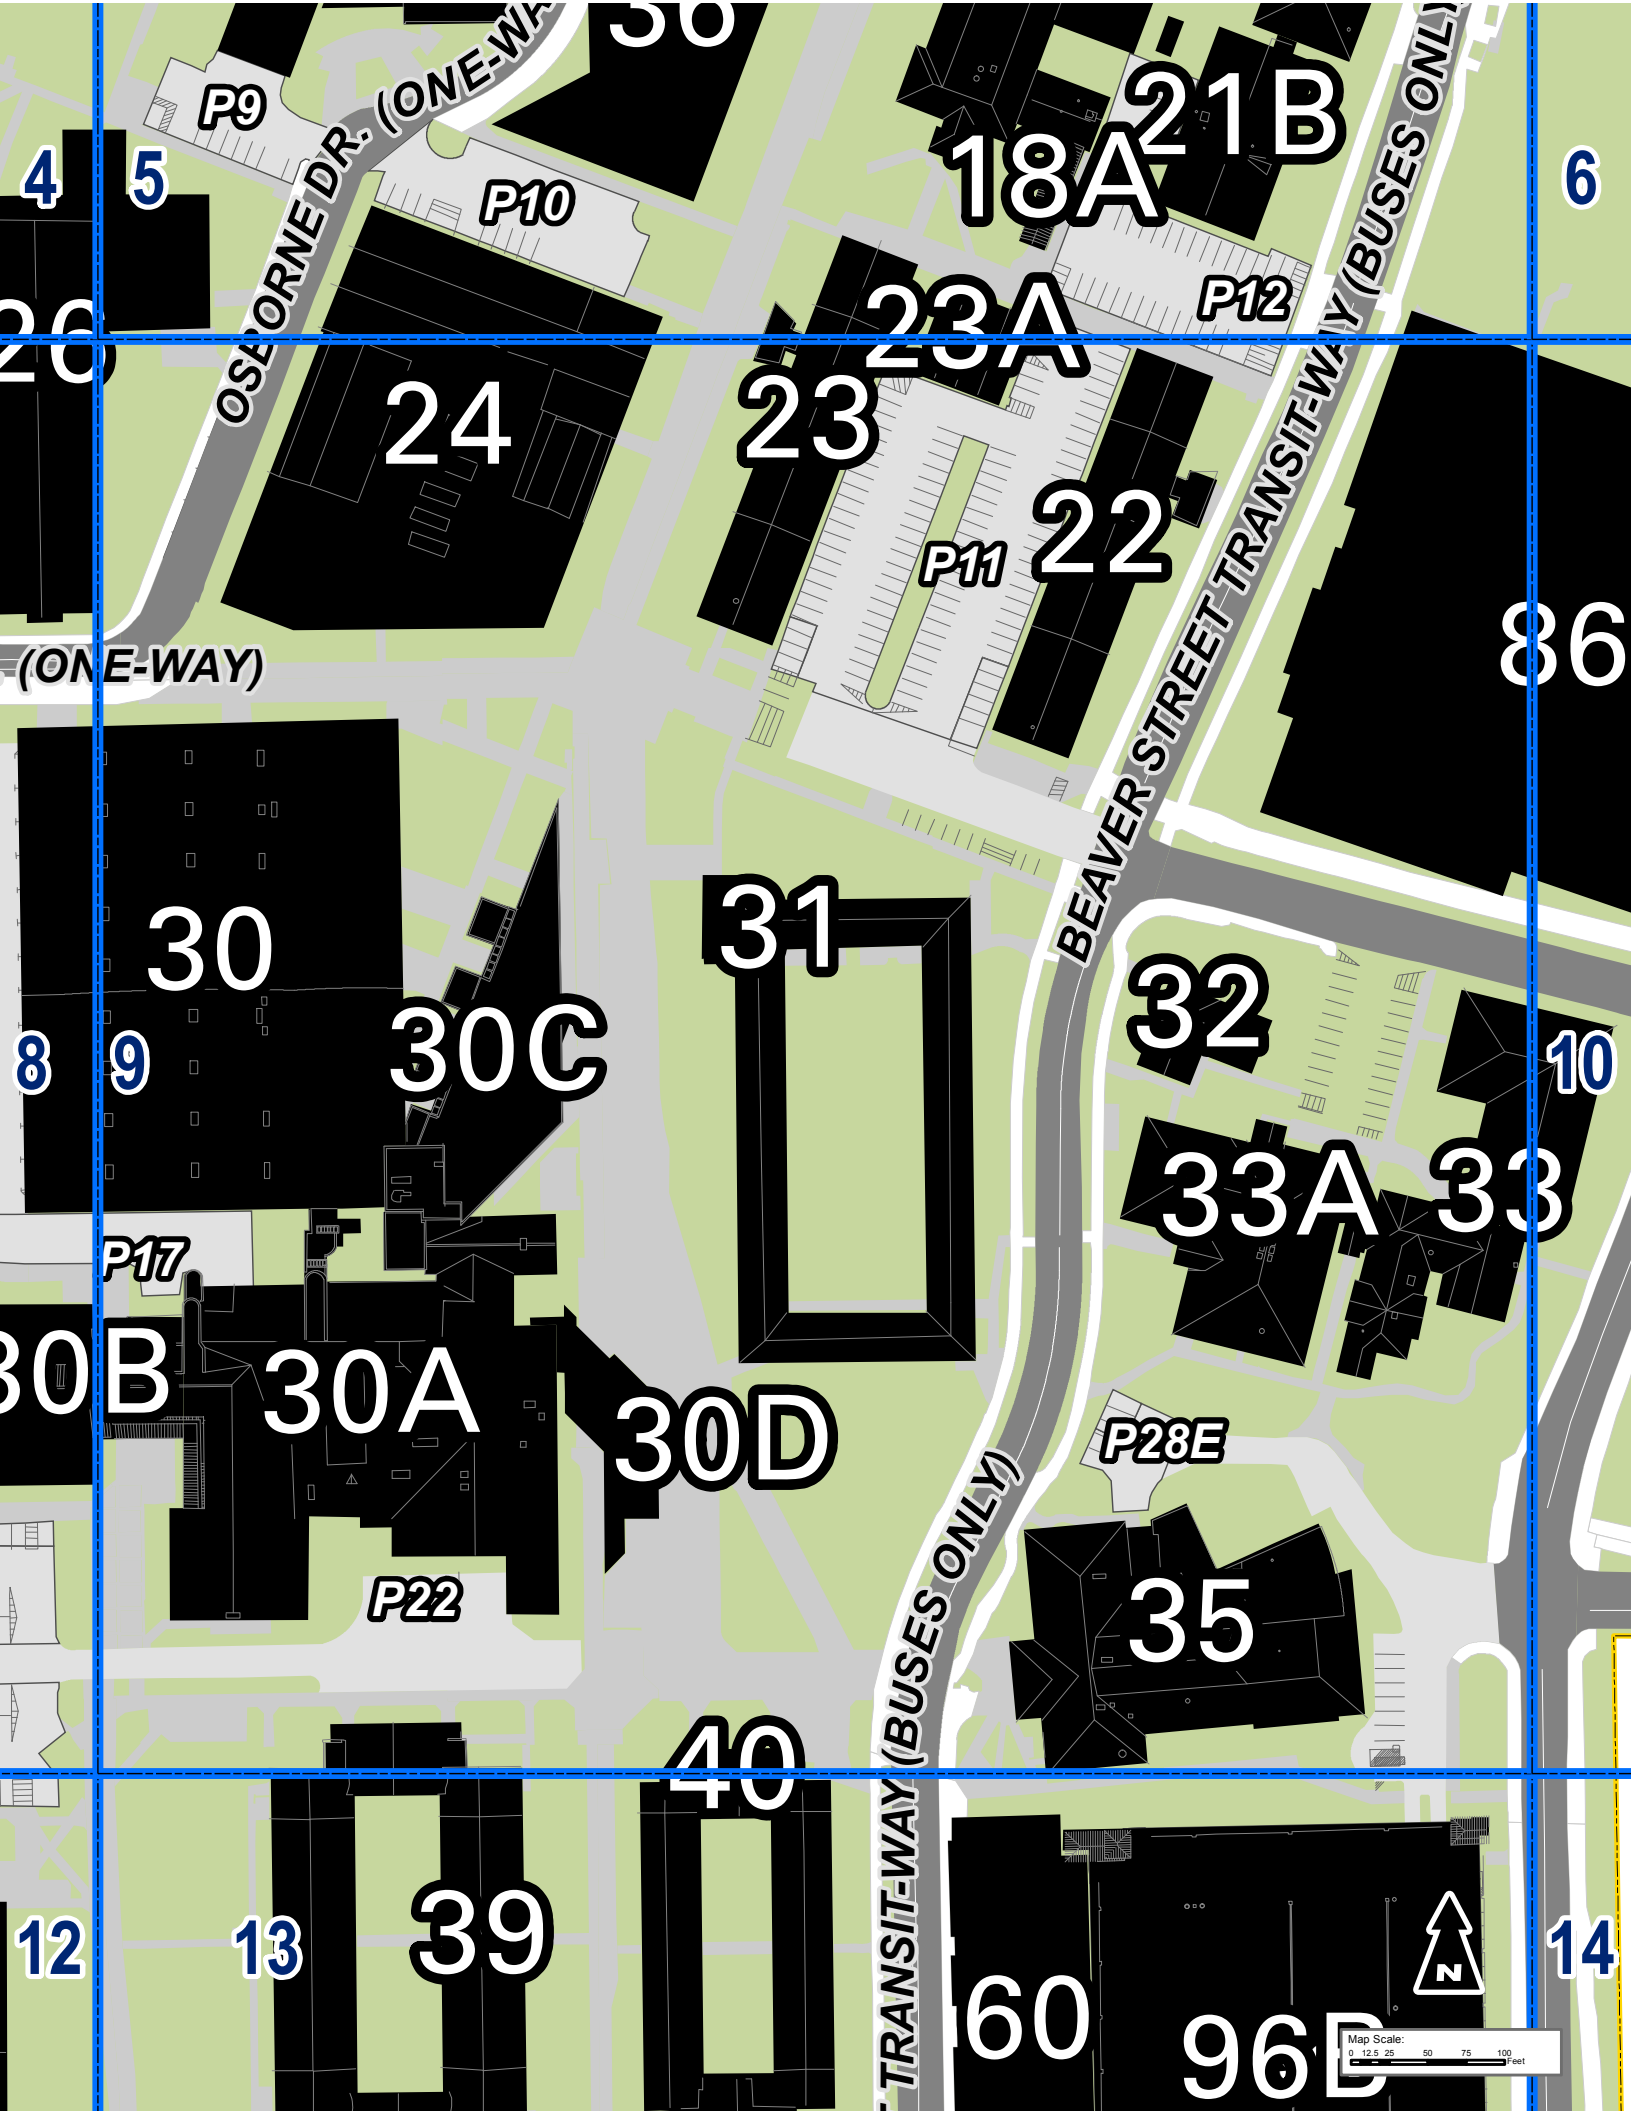 36
OSBORNE DR. (ONE-WA
P9
21B
18A
4
5
6
P10
P12
26
23A
24
23
22
P11
BEAVER STREET TRANSIT-WAY (BUSES ONLY
86
(ONE-WAY)
31
30
32
30C
8
9
10
33A
33
P17
30B
30A
30D
P28E
P22
35
TRANSIT-WAY (BUSES ONLY)
40
39
12
13
14
60
96B
N
Map Scale:
0 12.5 25 50 75 100
Feet